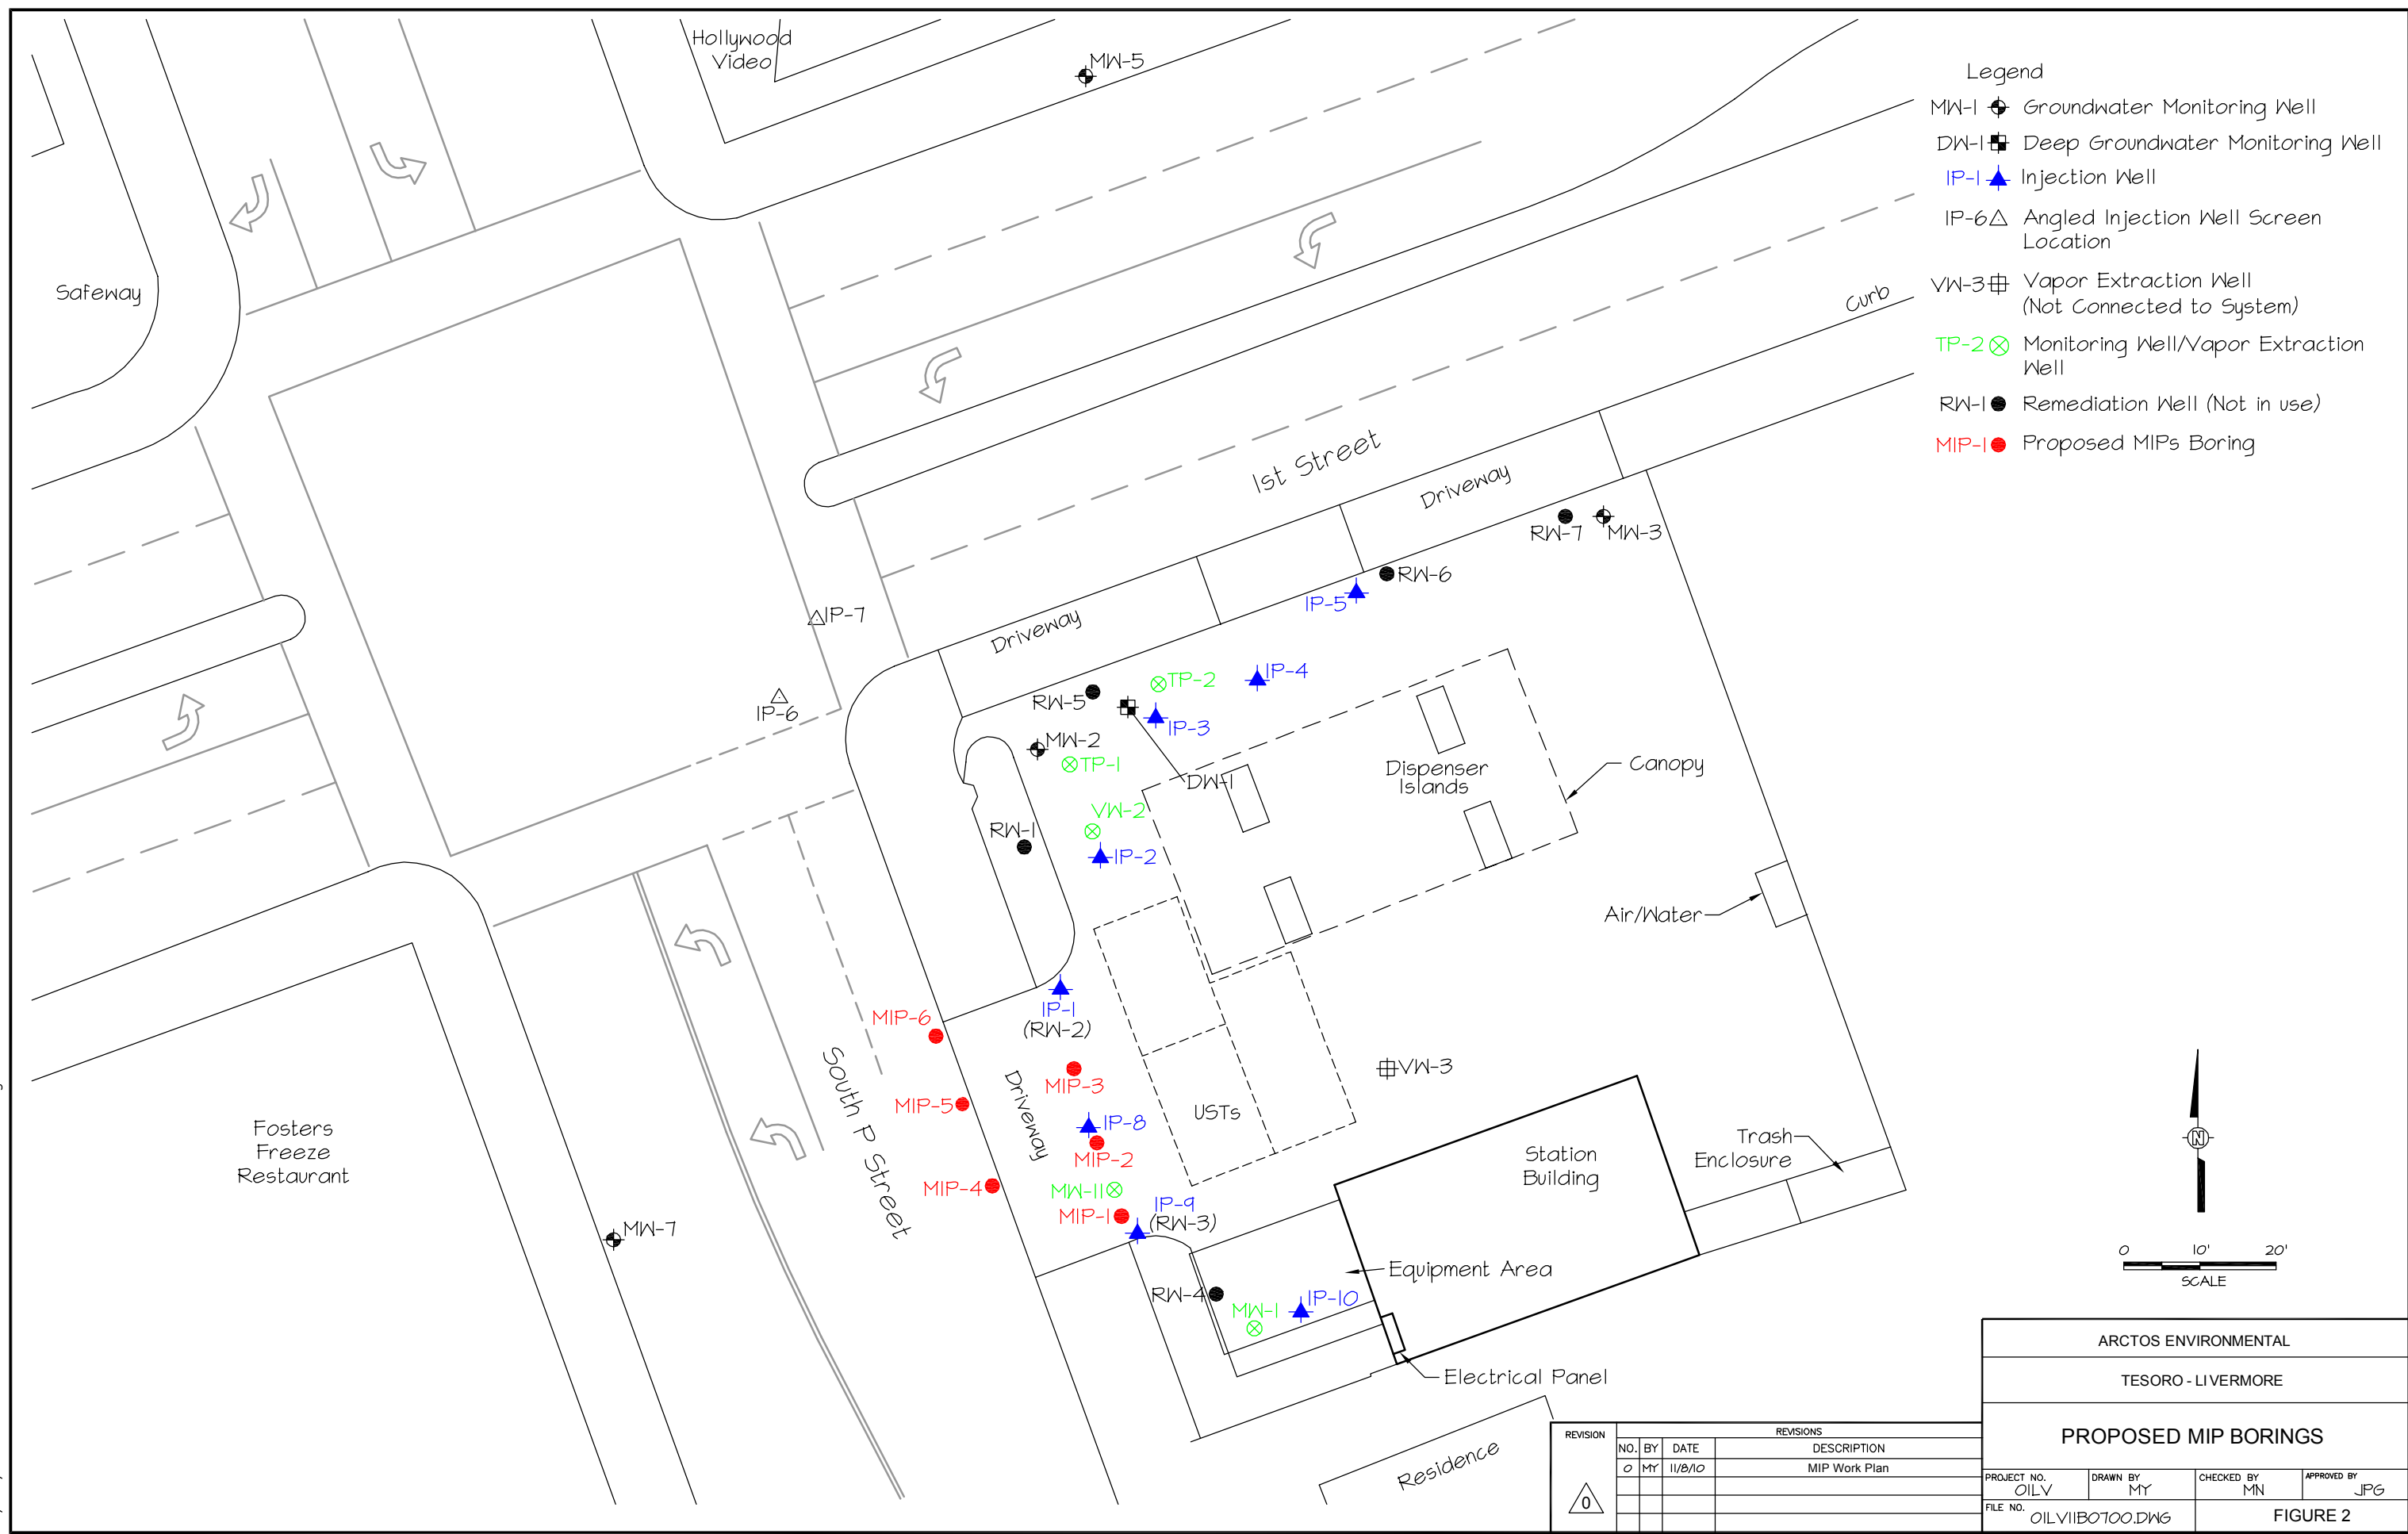 Hollywood
Video
MW-5
Legend
MW-1 Groundwater Monitoring Well
DW-1 Deep Groundwater Monitoring Well
IP-1 Injection Well
IP-6 Angled Injection Well Screen
Location
VW-3 Vapor Extraction Well
(Not Connected to System)
TP-2 Monitoring Well/Vapor Extraction
Well
RW-1 Remediation Well (Not in use)
MIP-1 Proposed MIPs Boring
Safeway
Curb
1st Street
Driveway
RW-7
MW-3
RW-6
IP-5
IP-7
Driveway
IP-4
TP-2
RW-5
IP-6
IP-3
MW-2
TP-1
DW-1
Dispenser
Islands
Canopy
VW-2
RW-1
IP-2
Air/Water
IP-1
(RW-2)
MIP-6
South P Street
Driveway
MIP-3
VW-3
MIP-5
USTs
IP-8
Fosters
Freeze
Restaurant
MIP-2
Station
Building
Trash
Enclosure
MIP-4
MW-11
IP-9
(RW-3)
MIP-1
MW-7
N
Equipment Area
0 10' 20'
SCALE
RW-4
MW-1
IP-10
Electrical Panel
Residence
ARCTOS ENVIRONMENTAL
TESORO - LIVERMORE
PROPOSED MIP BORINGS
REVISION
REVISIONS
NO. BY DATE DESCRIPTION
0 MY 11/8/10 MIP Work Plan
0
PROJECT NO. DRAWN BY CHECKED BY APPROVED BY
01LV MY MN JPG
FILE NO.
01LV11B0700.DWG
FIGURE 2